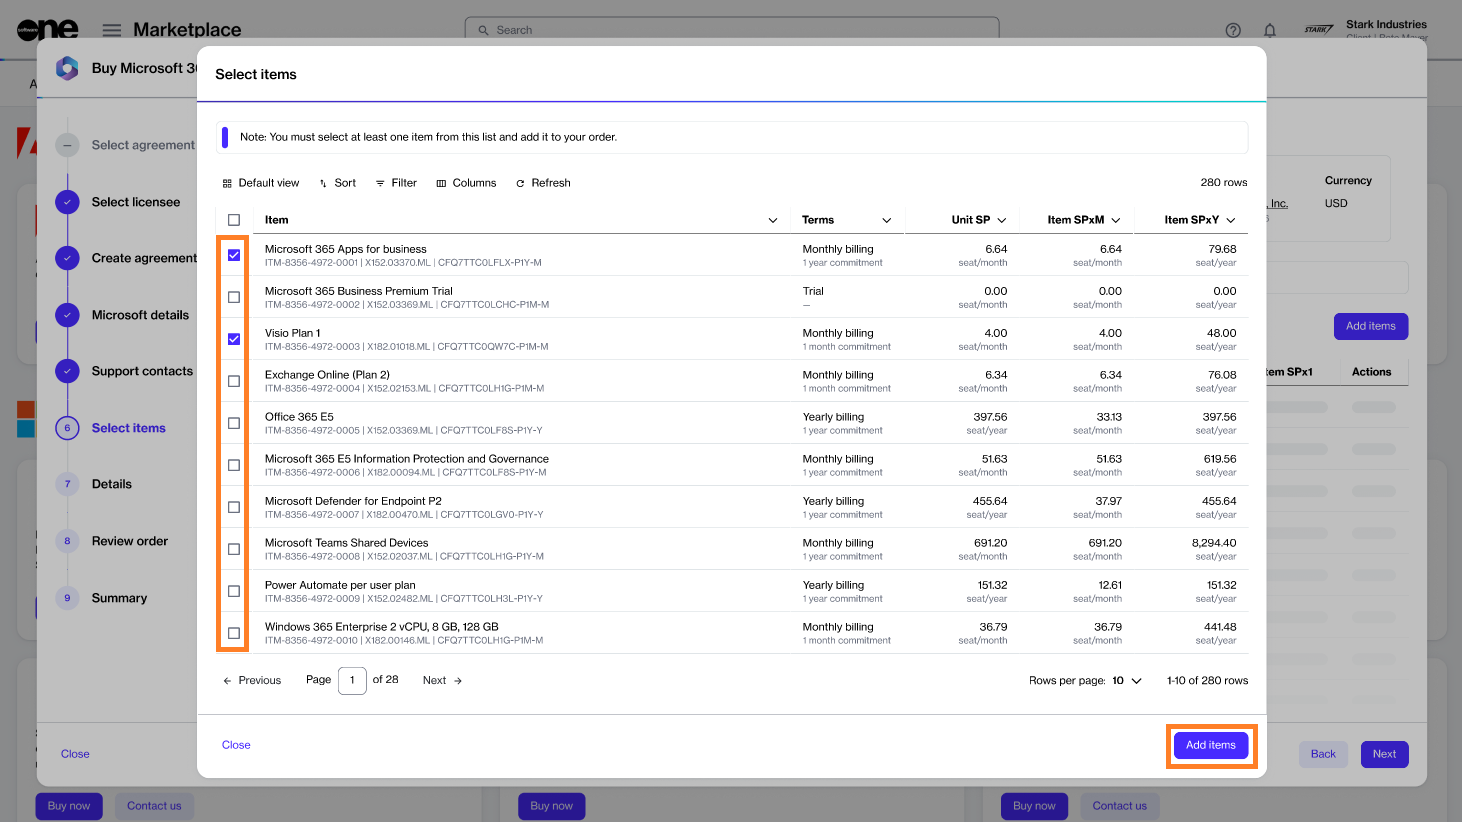 software
one
Marketplace
Search
STARK
Stark Industries
Client | Pete Mayer
Buy Microsoft 36
Select items
Note: You must select at least one item from this list and add it to your order.
Select agreement
Select licensee
Create agreement
Microsoft details
Support contacts
6 Select items
7 Details
8 Review order
9 Summary
Default view Sort Filter Columns Refresh 280 rows
Item Terms Unit SP Item SPxM Item SPxY
Microsoft 365 Apps for business Monthly billing 6.64 6.64 79.68
ITM-8356-4972-0001 | X152.03370.ML | CFQ7TTC0LFLX-P1Y-M 1 year commitment seat/month seat/month seat/year
Microsoft 365 Business Premium Trial Trial 0.00 0.00 0.00
ITM-8356-4972-0002 | X152.03369.ML | CFQ7TTC0LCHC-P1M-M — seat/month seat/month seat/year
Visio Plan 1 Monthly billing 4.00 4.00 48.00
ITM-8356-4972-0003 | X182.01018.ML | CFQ7TTC0QW7C-P1M-M 1 month commitment seat/month seat/month seat/year
Exchange Online (Plan 2) Monthly billing 6.34 6.34 76.08
ITM-8356-4972-0004 | X152.02153.ML | CFQ7TTC0LH1G-P1M-M 1 month commitment seat/month seat/month seat/year
Office 365 E5 Yearly billing 397.56 33.13 397.56
ITM-8356-4972-0005 | X152.03369.ML | CFQ7TTC0LF8S-P1Y-Y 1 year commitment seat/year seat/month seat/year
Microsoft 365 E5 Information Protection and Governance Monthly billing 51.63 51.63 619.56
ITM-8356-4972-0006 | X182.00094.ML | CFQ7TTC0LF8S-P1Y-M 1 year commitment seat/month seat/month seat/year
Microsoft Defender for Endpoint P2 Yearly billing 455.64 37.97 455.64
ITM-8356-4972-0007 | X182.00470.ML | CFQ7TTC0LGV0-P1Y-Y 1 year commitment seat/year seat/month seat/year
Microsoft Teams Shared Devices Monthly billing 691.20 691.20 8,294.40
ITM-8356-4972-0008 | X152.02037.ML | CFQ7TTC0LH1G-P1Y-M 1 year commitment seat/month seat/month seat/year
Power Automate per user plan Yearly billing 151.32 12.61 151.32
ITM-8356-4972-0009 | X152.02482.ML | CFQ7TTC0LH3L-P1Y-Y 1 year commitment seat/year seat/month seat/year
Windows 365 Enterprise 2 vCPU, 8 GB, 128 GB Monthly billing 36.79 36.79 441.48
ITM-8356-4972-0010 | X182.00146.ML | CFQ7TTC0LH1G-P1M-M 1 month commitment seat/month seat/month seat/year
Previous Page 1 of 28 Next Rows per page: 10 1-10 of 280 rows
Close Add items
Currency
, Inc. USD
Add items
tem SPx1 Actions
Close Back Next
Buy now Contact us Buy now Buy now Contact us